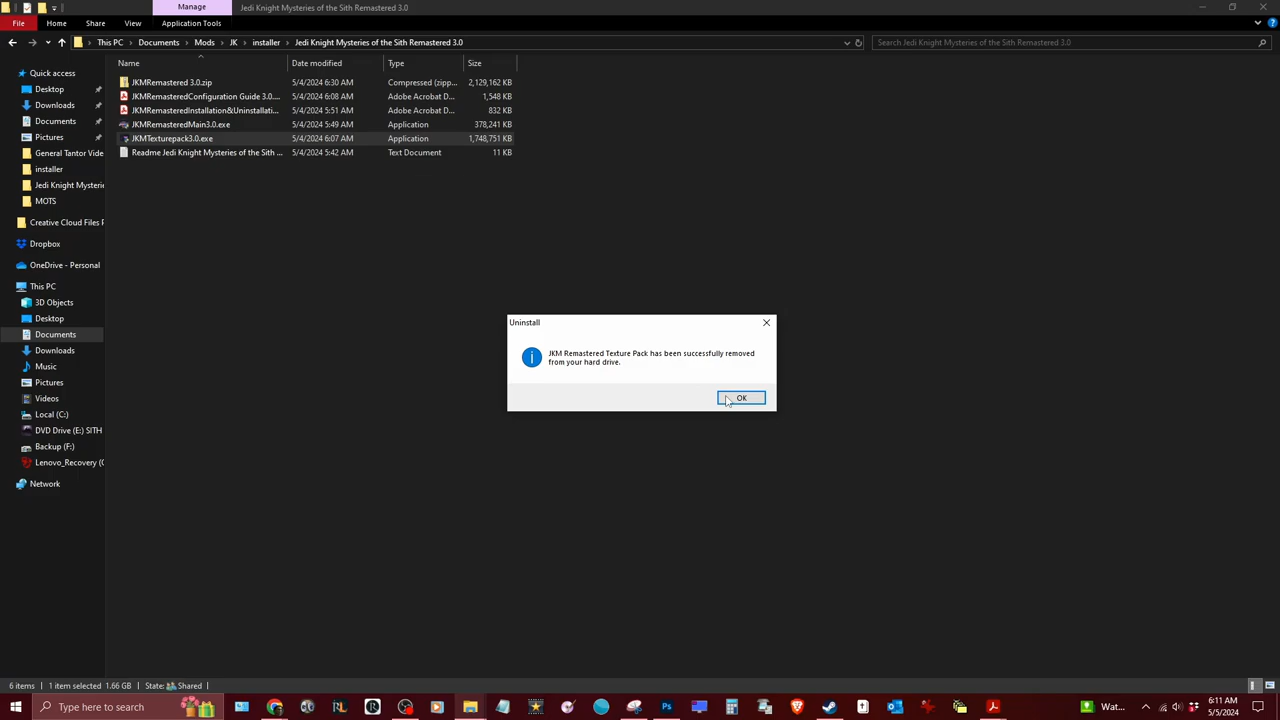 Manage
Jedi Knight Mysteries of the Sith Remastered 3.0
File
Home
Share
View
Application Tools
This PC
Documents
Mods
JK
installer
Jedi Knight Mysteries of the Sith Remastered 3.0
Search Jedi Knight Mysteries of the Sith Remastered 3.0
Name
Date modified
Type
Size
JKMRemastered 3.0.zip
5/4/2024 6:30 AM
Compressed (zipp...
2,129,162 KB
JKMRemasteredConfiguration Guide 3.0....
5/4/2024 6:08 AM
Adobe Acrobat D...
1,548 KB
JKMRemasteredInstallation&Uninstallati...
5/4/2024 5:51 AM
Adobe Acrobat D...
832 KB
JKMRemasteredMain3.0.exe
5/4/2024 5:49 AM
Application
378,241 KB
JKMTexturepack3.0.exe
5/4/2024 6:07 AM
Application
1,748,751 KB
Readme Jedi Knight Mysteries of the Sith ...
5/4/2024 5:42 AM
Text Document
11 KB
Quick access
Desktop
Downloads
Documents
Pictures
General Tantor Vide
installer
Jedi Knight Mysterie
MOTS
Creative Cloud Files P
Dropbox
OneDrive - Personal
This PC
3D Objects
Desktop
Documents
Downloads
Music
Pictures
Videos
Local (C:)
DVD Drive (E:) SITH
Backup (F:)
Lenovo_Recovery (
Network
Uninstall
JKM Remastered Texture Pack has been successfully removed
from your hard drive.
OK
6 items
1 item selected 1.66 GB
State:
Shared
Type here to search
Wat...
6:11 AM
5/5/2024